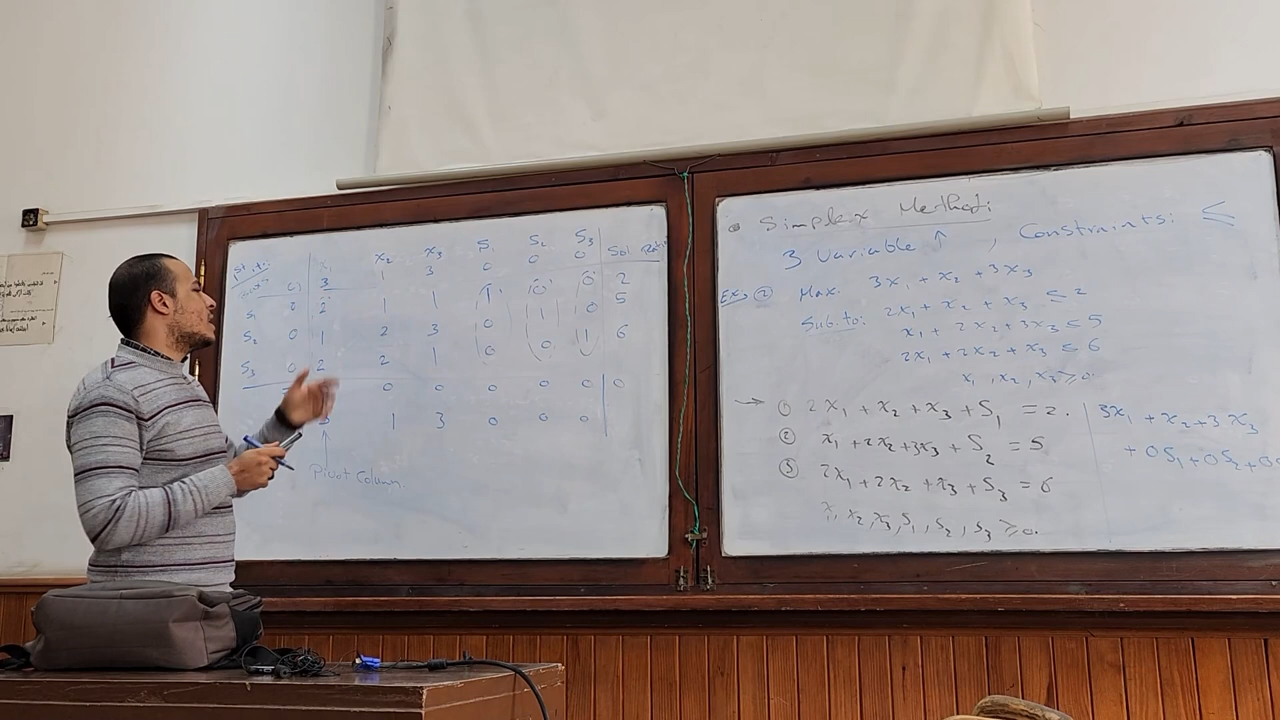 x₁ x₂ x₃ S₁ S₂ S₃ Sol Ratio
3 1 3 0 0 0
S₁ 0 2 1 1 1 0 0 2
S₂ 0 1 2 3 0 1 0 5
S₃ 0 2 2 1 0 0 1 6
0 0 0 0 0 0
1 3 0 0 0
Pivot Column.
• Simplex Method:
3 Variable ↑ , Constraints: ≤
Ex: ② Max. 3x₁ + x₂ + 3x₃
Sub. to: 2x₁ + x₂ + x₃ ≤ 2
x₁ + 2x₂ + 3x₃ ≤ 5
2x₁ + 2x₂ + x₃ ≤ 6
x₁, x₂, x₃ ≥ 0.
→ ① 2x₁ + x₂ + x₃ + S₁ = 2.
② x₁ + 2x₂ + 3x₃ + S₂ = 5
③ 2x₁ + 2x₂ + x₃ + S₃ = 6
x₁, x₂, x₃, S₁, S₂, S₃ ≥ 0.
3x₁ + x₂ + 3x₃
+ 0S₁ + 0S₂ + 0